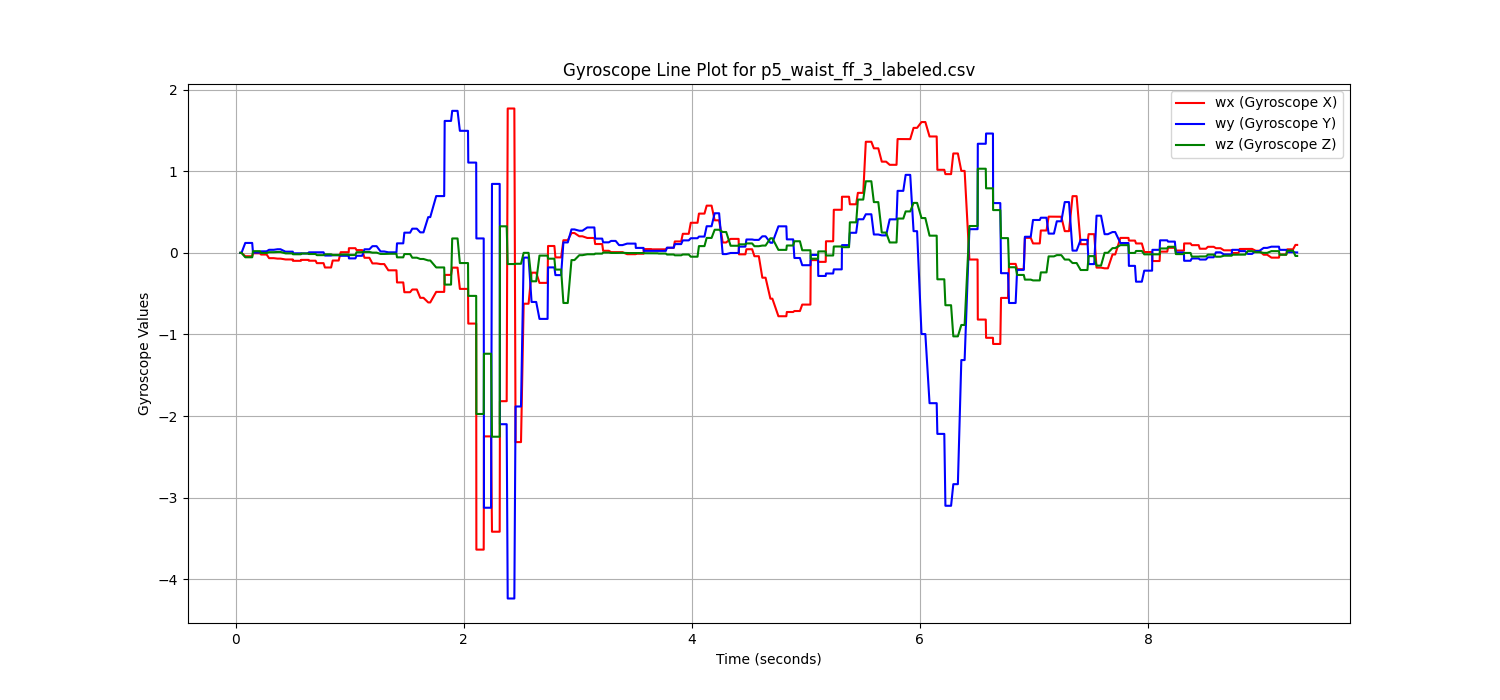 Gyroscope Line Plot for p5_waist_ff_3_labeled.csv
wx (Gyroscope X)
wy (Gyroscope Y)
wz (Gyroscope Z)
2
1
0
−1
−2
−3
−4
Gyroscope Values
0 2 4 6 8
Time (seconds)